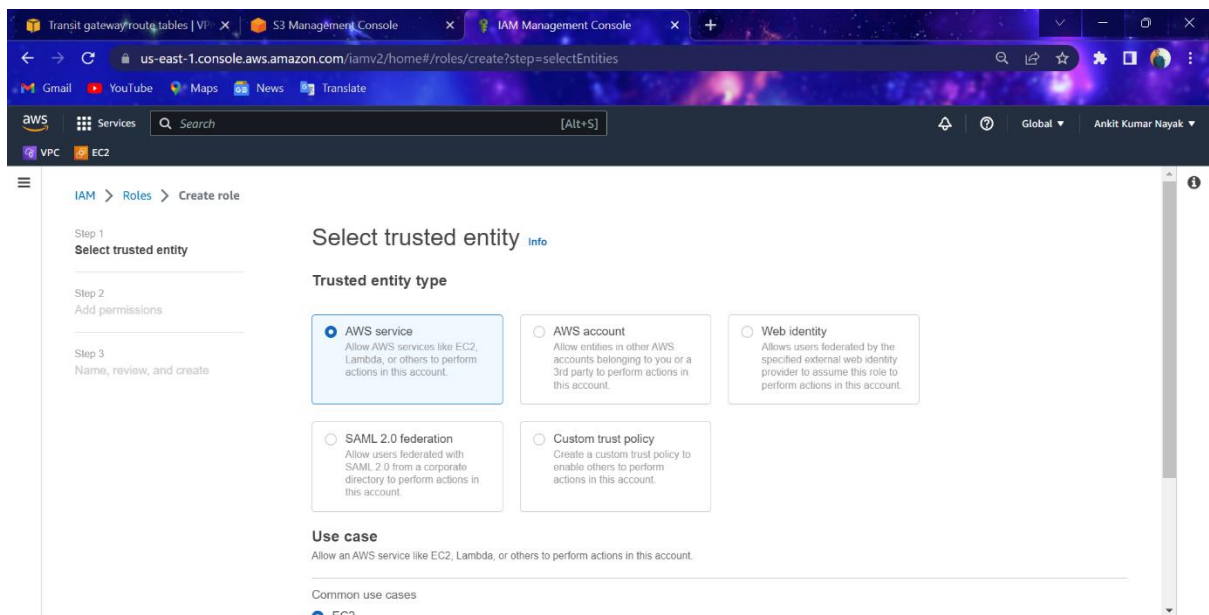 Transit gateway route tables | VP
S3 Management Console
IAM Management Console
us-east-1.console.aws.amazon.com/iamv2/home#/roles/create?step=selectEntities
Gmail YouTube Maps News Translate
aws Services Search [Alt+S] Global Ankit Kumar Nayak
VPC EC2
IAM > Roles > Create role
Step 1
Select trusted entity
Step 2
Add permissions
Step 3
Name, review, and create
Select trusted entity Info
Trusted entity type
AWS service
Allow AWS services like EC2,
Lambda, or others to perform
actions in this account.
AWS account
Allow entities in other AWS
accounts belonging to you or a
3rd party to perform actions in
this account.
Web identity
Allows users federated by the
specified external web identity
provider to assume this role to
perform actions in this account.
SAML 2.0 federation
Allow users federated with
SAML 2.0 from a corporate
directory to perform actions in
this account.
Custom trust policy
Create a custom trust policy to
enable others to perform
actions in this account.
Use case
Allow an AWS service like EC2, Lambda, or others to perform actions in this account.
Common use cases
EC2